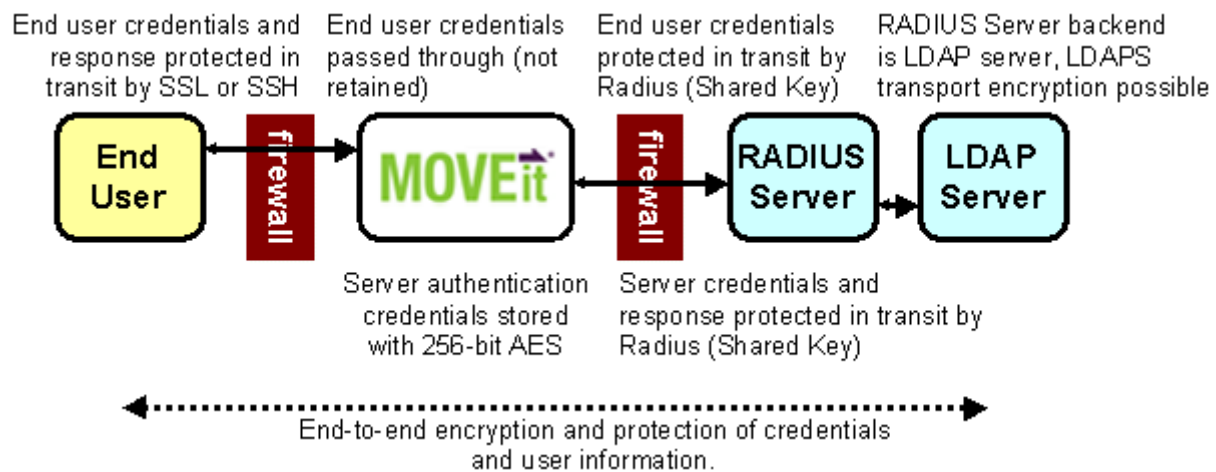 End user credentials and
response protected in
transit by SSL or SSH
End user credentials
passed through (not
retained)
End user credentials
protected in transit by
Radius (Shared Key)
RADIUS Server backend
is LDAP server, LDAPS
transport encryption possible
End
User
firewall
MOVEit
firewall
RADIUS
Server
LDAP
Server
Server authentication
credentials stored
with 256-bit AES
Server credentials and
response protected in transit by
Radius (Shared Key)
End-to-end encryption and protection of credentials
and user information.